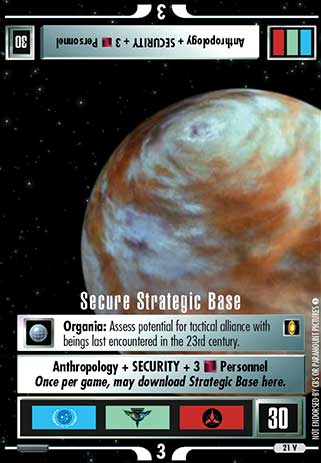 3
30
Anthropology + SECURITY + 3 Personnel
Secure Strategic Base
Organia: Assess potential for tactical alliance with
beings last encountered in the 23rd century.
Anthropology + SECURITY + 3 Personnel
Once per game, may download Strategic Base here.
30
3
21 V
NOT ENDORSED BY CBS OR PARAMOUNT PICTURES